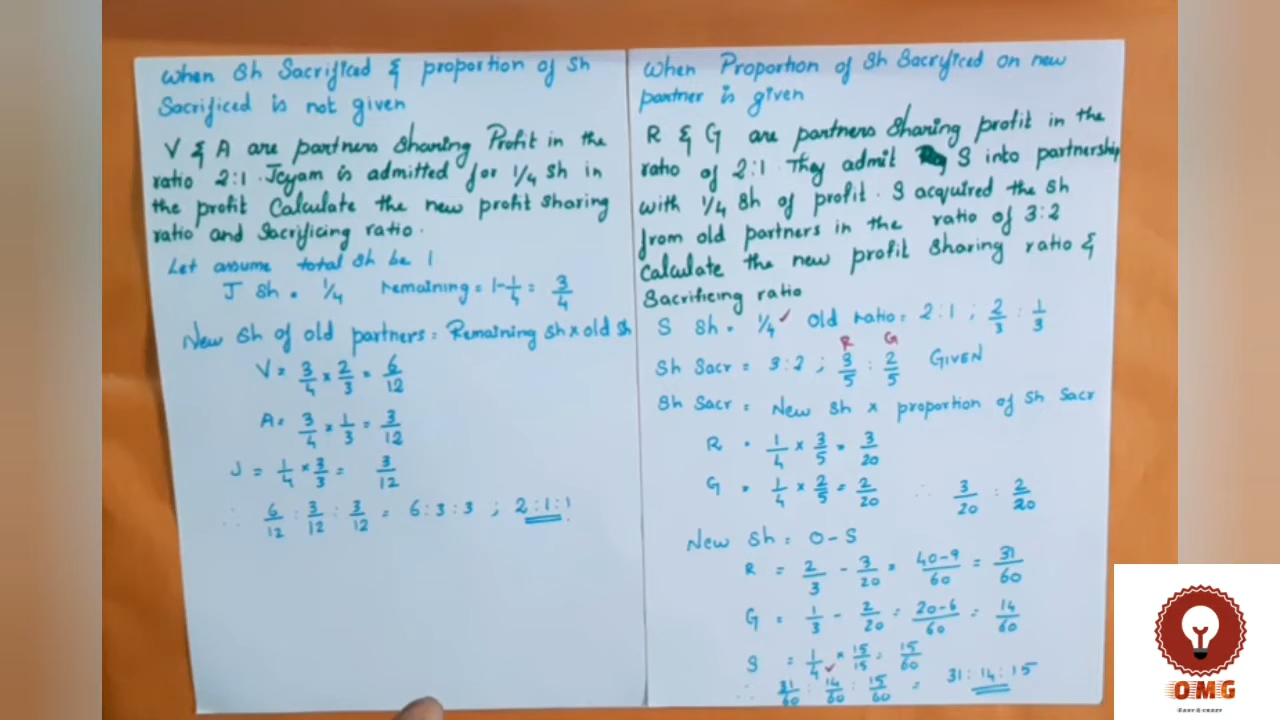 When Sh Sacrificed & proportion of Sh
Sacrificed is not given
V & A are partners sharing Profit in the
ratio 2:1. Jeyam is admitted for 1/4 sh in
the profit Calculate the new profit sharing
ratio and Sacrificing ratio.
Let assume total sh be 1
J sh = 1/4 remaining = 1-1/4 = 3/4
New sh of old partners = Remaining sh x old sh
V = 3/4 x 2/3 = 6/12
A = 3/4 x 1/3 = 3/12
J = 1/4 x 3/3 = 3/12
∴ 6/12 : 3/12 : 3/12 = 6:3:3 ; 2:1:1
When Proportion of Sh Sacrificed on new
partner is given
R & G are partners sharing profit in the
ratio of 2:1. They admit S into partnership
with 1/4 sh of profit. S acquired the sh
from old partners in the ratio of 3:2
Calculate the new profit sharing ratio &
Sacrificing ratio
S sh = 1/4 ✓ Old ratio = 2:1 ; 2/3 : 1/3
R G
Sh Sacr = 3:2 ; 3/5 : 2/5 GIVEN
Sh Sacr = New sh x proportion of Sh Sacr
R = 1/4 x 3/5 = 3/20
G = 1/4 x 2/5 = 2/20 ∴ 3/20 : 2/20
New Sh = O - S
R = 2/3 - 3/20 = 40-9/60 = 31/60
G = 1/3 - 2/20 = 20-6/60 = 14/60
S = 1/4 ✓ x 15/15 = 15/60
∴ 31/60 : 14/60 : 15/60 = 31:14:15
OMG